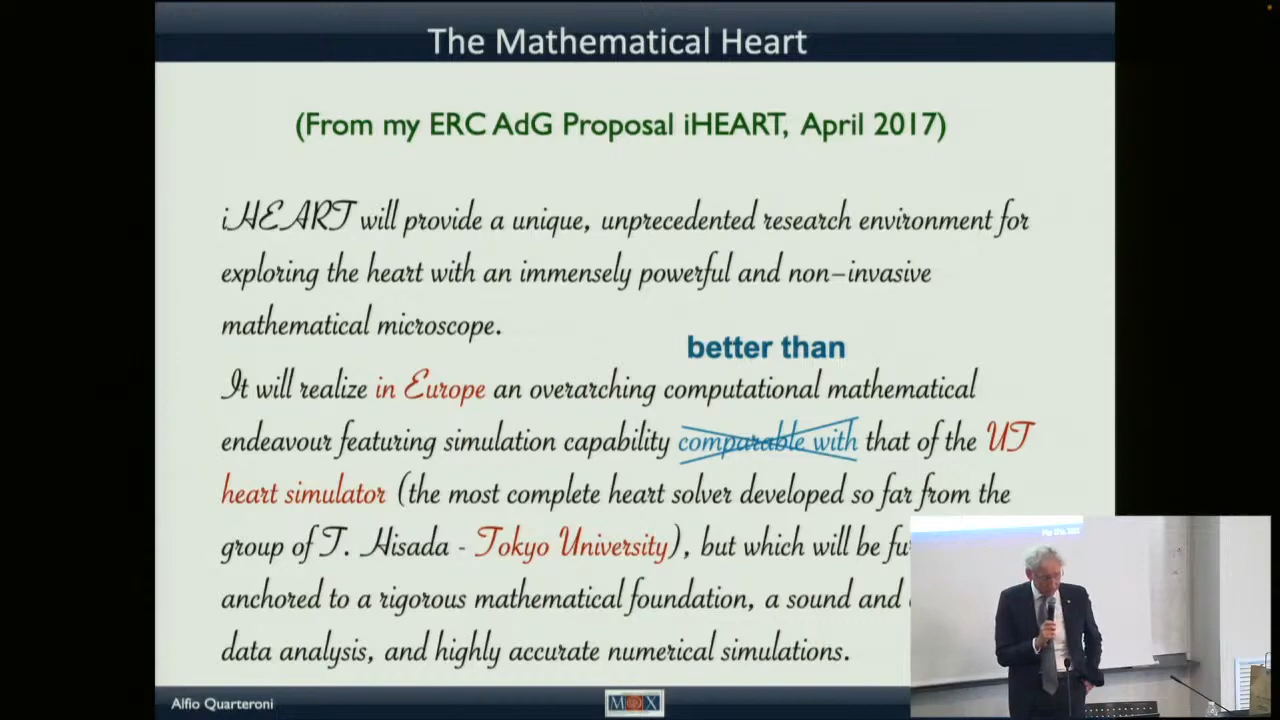 The Mathematical Heart
(From my ERC AdG Proposal iHEART, April 2017)
iHEART will provide a unique, unprecedented research environment for
exploring the heart with an immensely powerful and non-invasive
mathematical microscope.
better than
It will realize in Europe an overarching computational mathematical
endeavour featuring simulation capability comparable with that of the UT
heart simulator (the most complete heart solver developed so far from the
group of T. Hisada - Tokyo University), but which will be
anchored to a rigorous mathematical foundation, a sound and
data analysis, and highly accurate numerical simulations.
Alfio Quarteroni
MOX